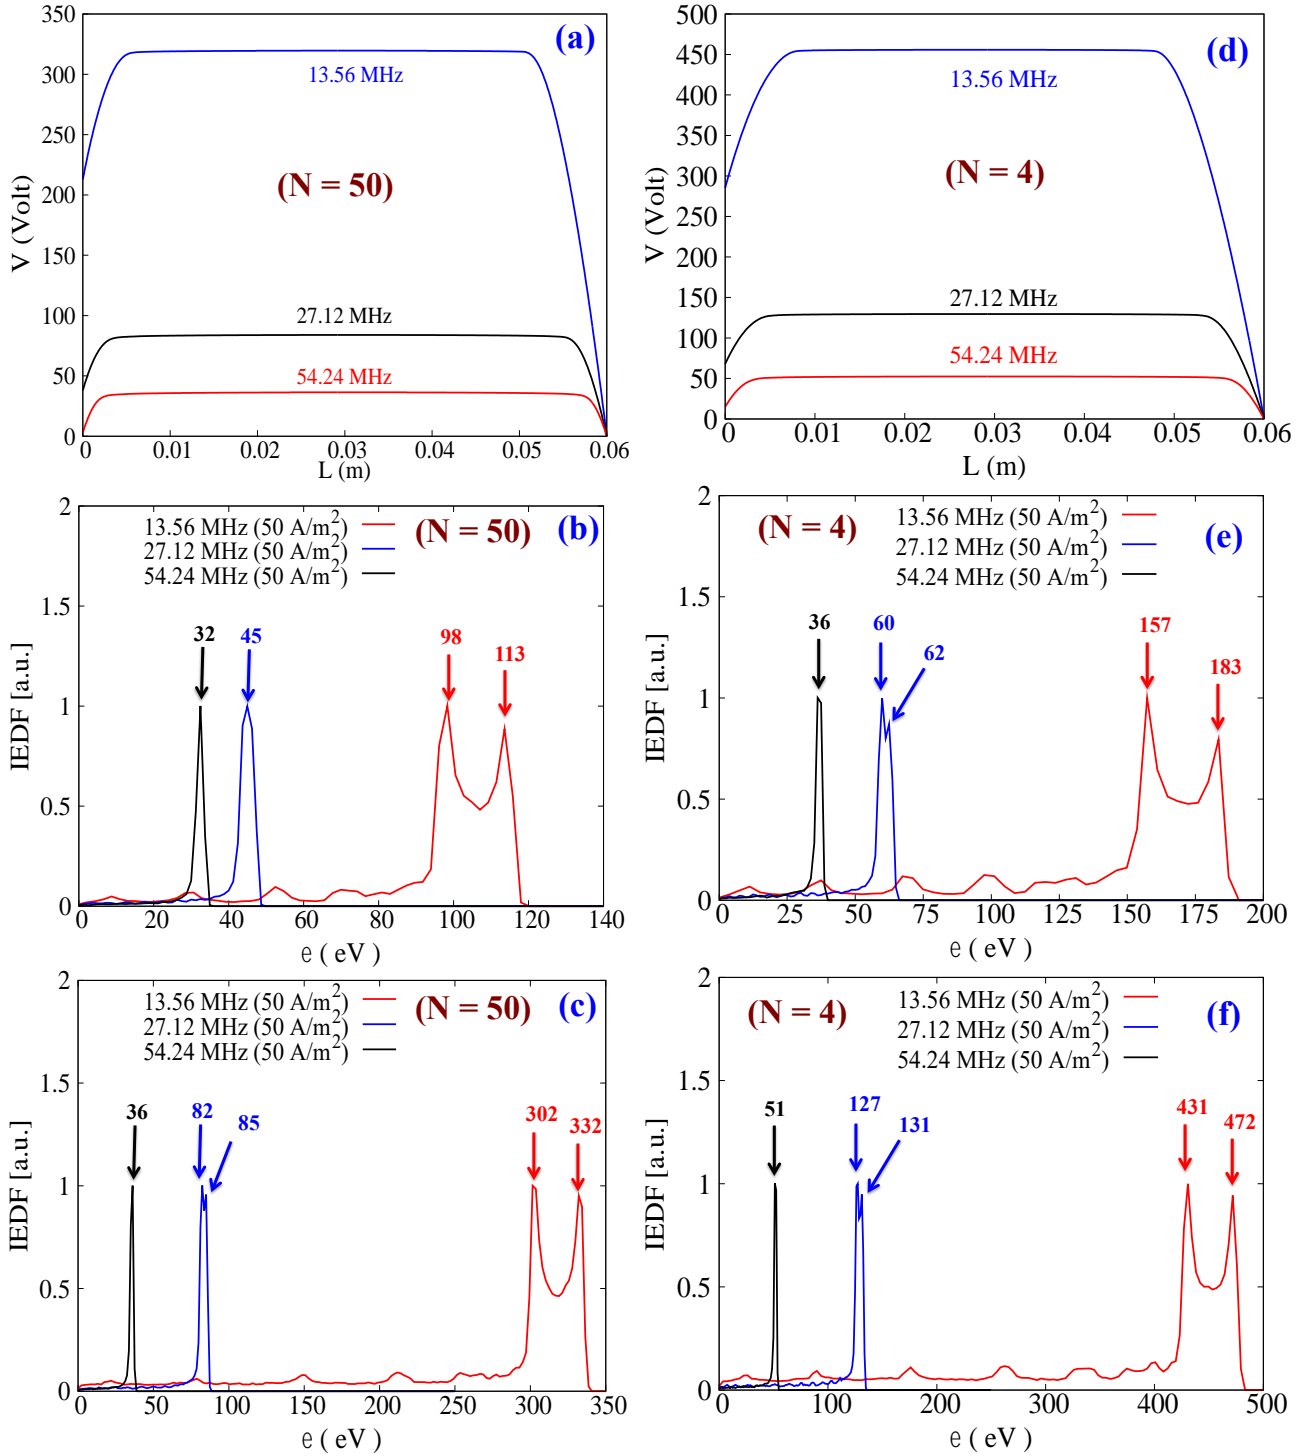 350
300
250
200
150
100
50
0
V (Volt)
(a)
13.56 MHz
(N = 50)
27.12 MHz
54.24 MHz
0 0.01 0.02 0.03 0.04 0.05 0.06
L (m)
500
450
400
350
300
250
200
150
100
50
0
V (Volt)
(d)
13.56 MHz
(N = 4)
27.12 MHz
54.24 MHz
0 0.01 0.02 0.03 0.04 0.05 0.06
L (m)
2
1.5
1
0.5
0
IEDF [a.u.]
13.56 MHz (50 A/m²)
27.12 MHz (50 A/m²)
54.24 MHz (50 A/m²)
(N = 50)
(b)
32
45
98
113
0 20 40 60 80 100 120 140
e ( eV )
2
1.5
1
0.5
0
IEDF [a.u.]
(N = 4)
13.56 MHz (50 A/m²)
27.12 MHz (50 A/m²)
54.24 MHz (50 A/m²)
(e)
36
60
62
157
183
0 25 50 75 100 125 150 175 200
e ( eV )
2
1.5
1
0.5
0
IEDF [a.u.]
13.56 MHz (50 A/m²)
27.12 MHz (50 A/m²)
54.24 MHz (50 A/m²)
(N = 50)
(c)
36
82
85
302
332
0 50 100 150 200 250 300 350
e ( eV )
2
1.5
1
0.5
0
IEDF [a.u.]
(N = 4)
13.56 MHz (50 A/m²)
27.12 MHz (50 A/m²)
54.24 MHz (50 A/m²)
(f)
51
127
131
431
472
0 100 200 300 400 500
e ( eV )